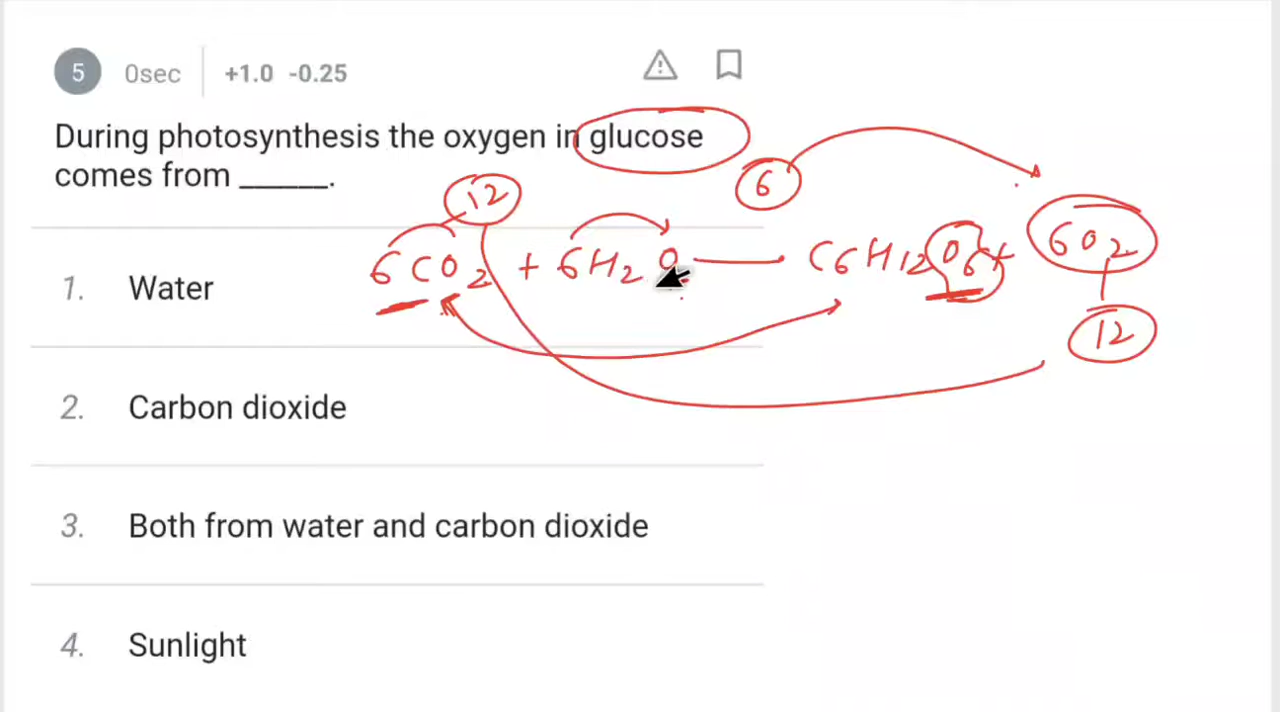 5 0sec +1.0 -0.25
During photosynthesis the oxygen in glucose
comes from ______.
12 6
6CO2 + 6H2O — C6H12O6 + 6O2
12
1. Water
2. Carbon dioxide
3. Both from water and carbon dioxide
4. Sunlight